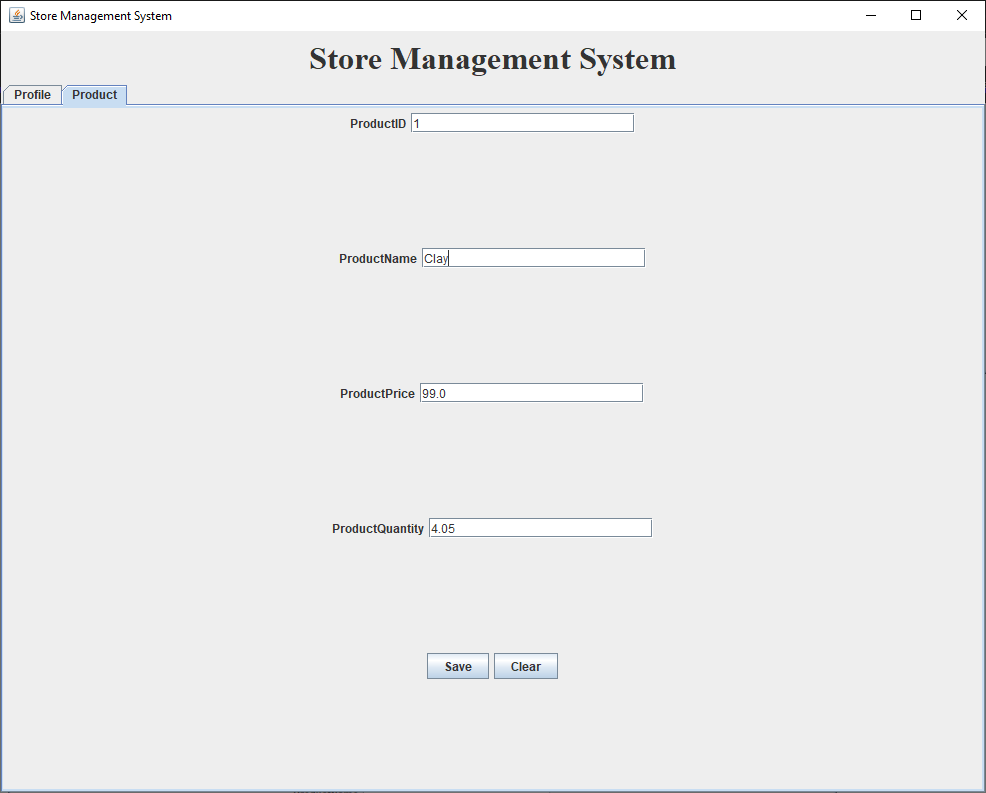 Store Management System
Store Management System
Profile Product
ProductID 1
ProductName Clay
ProductPrice 99.0
ProductQuantity 4.05
Save Clear